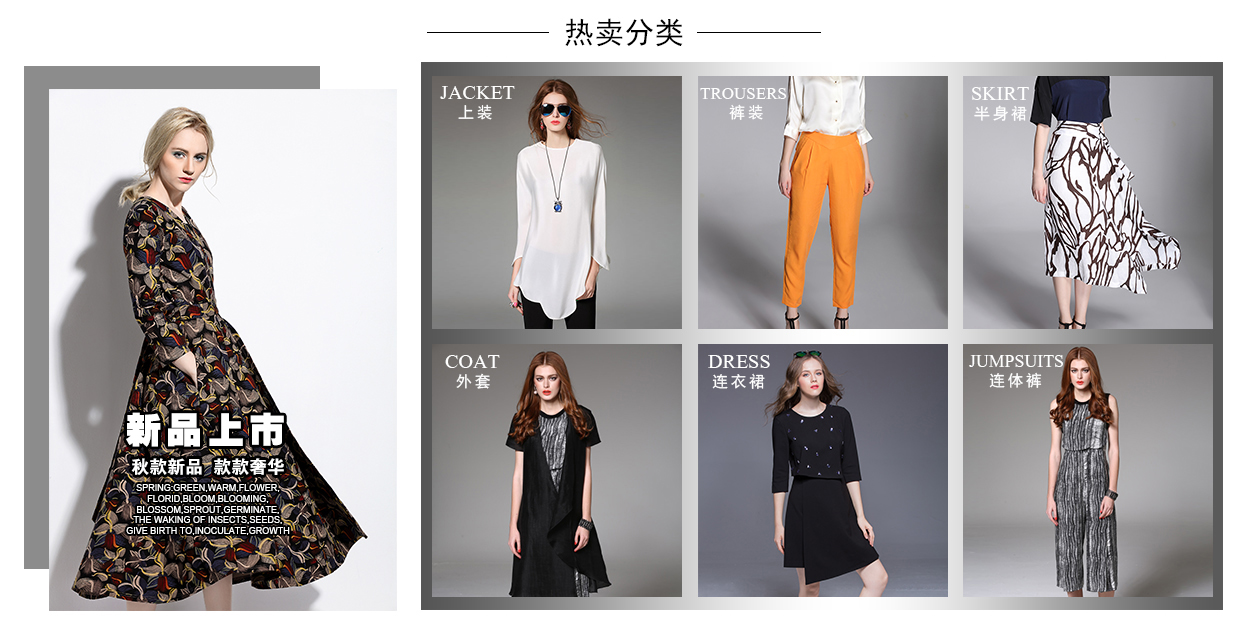 热卖分类
JACKET
上装
TROUSERS
裤装
SKIRT
半身裙
COAT
外套
DRESS
连衣裙
JUMPSUITS
连体裤
新品上市
秋款新品 款款奢华
SPRING:GREEN,WARM,FLOWER,
FLORID,BLOOM,BLOOMING,
BLOSSOM,SPROUT,GERMINATE,
THE WAKING OF INSECTS,SEEDS,
GIVE BIRTH TO,INOCULATE,GROWTH